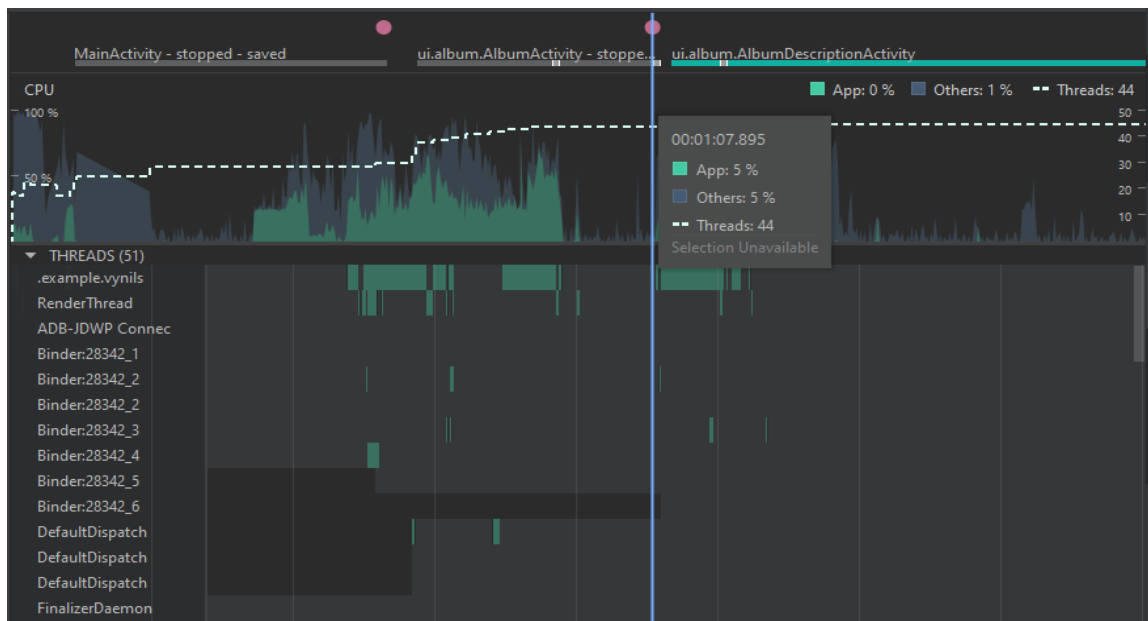 MainActivity - stopped - saved
ui.album.AlbumActivity - stoppe...
ui.album.AlbumDescriptionActivity
CPU
App: 0 %
Others: 1 %
Threads: 44
100 %
50
40
50 %
30
20
10
00:01:07.895
App: 5 %
Others: 5 %
Threads: 44
Selection Unavailable
THREADS (51)
.example.vynils
RenderThread
ADB-JDWP Connec
Binder:28342_1
Binder:28342_2
Binder:28342_2
Binder:28342_3
Binder:28342_4
Binder:28342_5
Binder:28342_6
DefaultDispatch
DefaultDispatch
DefaultDispatch
FinalizerDaemon